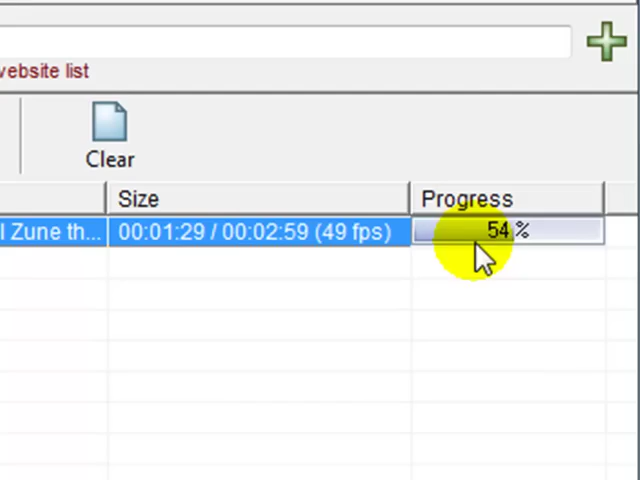 website list
Clear
Size Progress
l Zune th... 00:01:29 / 00:02:59 (49 fps) 54 %